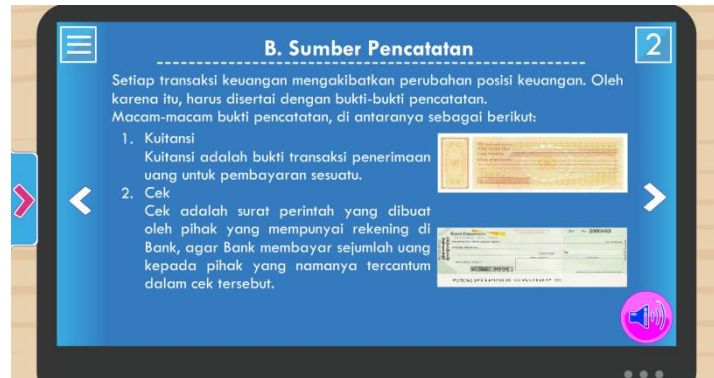 B. Sumber Pencatatan
2
Setiap transaksi keuangan mengakibatkan perubahan posisi keuangan. Oleh
karena itu, harus disertai dengan bukti-bukti pencatatan.
Macam-macam bukti pencatatan, di antaranya sebagai berikut:
1. Kuitansi
Kuitansi adalah bukti transaksi penerimaan
uang untuk pembayaran sesuatu.
2. Cek
Cek adalah surat perintah yang dibuat
oleh pihak yang mempunyai rekening di
Bank, agar Bank membayar sejumlah uang
kepada pihak yang namanya tercantum
dalam cek tersebut.